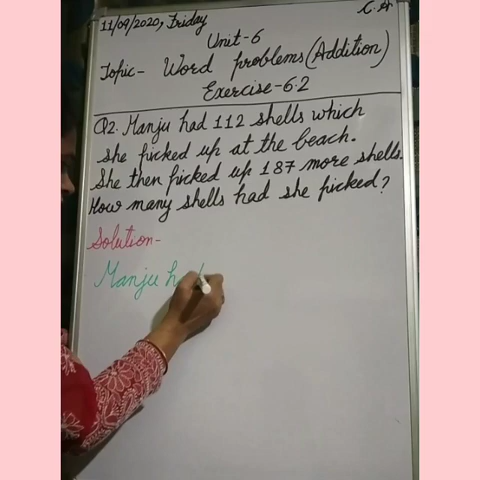 11/09/2020, Friday
C.A
Unit-6
Topic- Word problems (Addition)
Exercise-6.2
Q2. Manju had 112 shells which
she picked up at the beach.
She then picked up 187 more shells.
How many shells had she picked?
Solution-
Manju ha